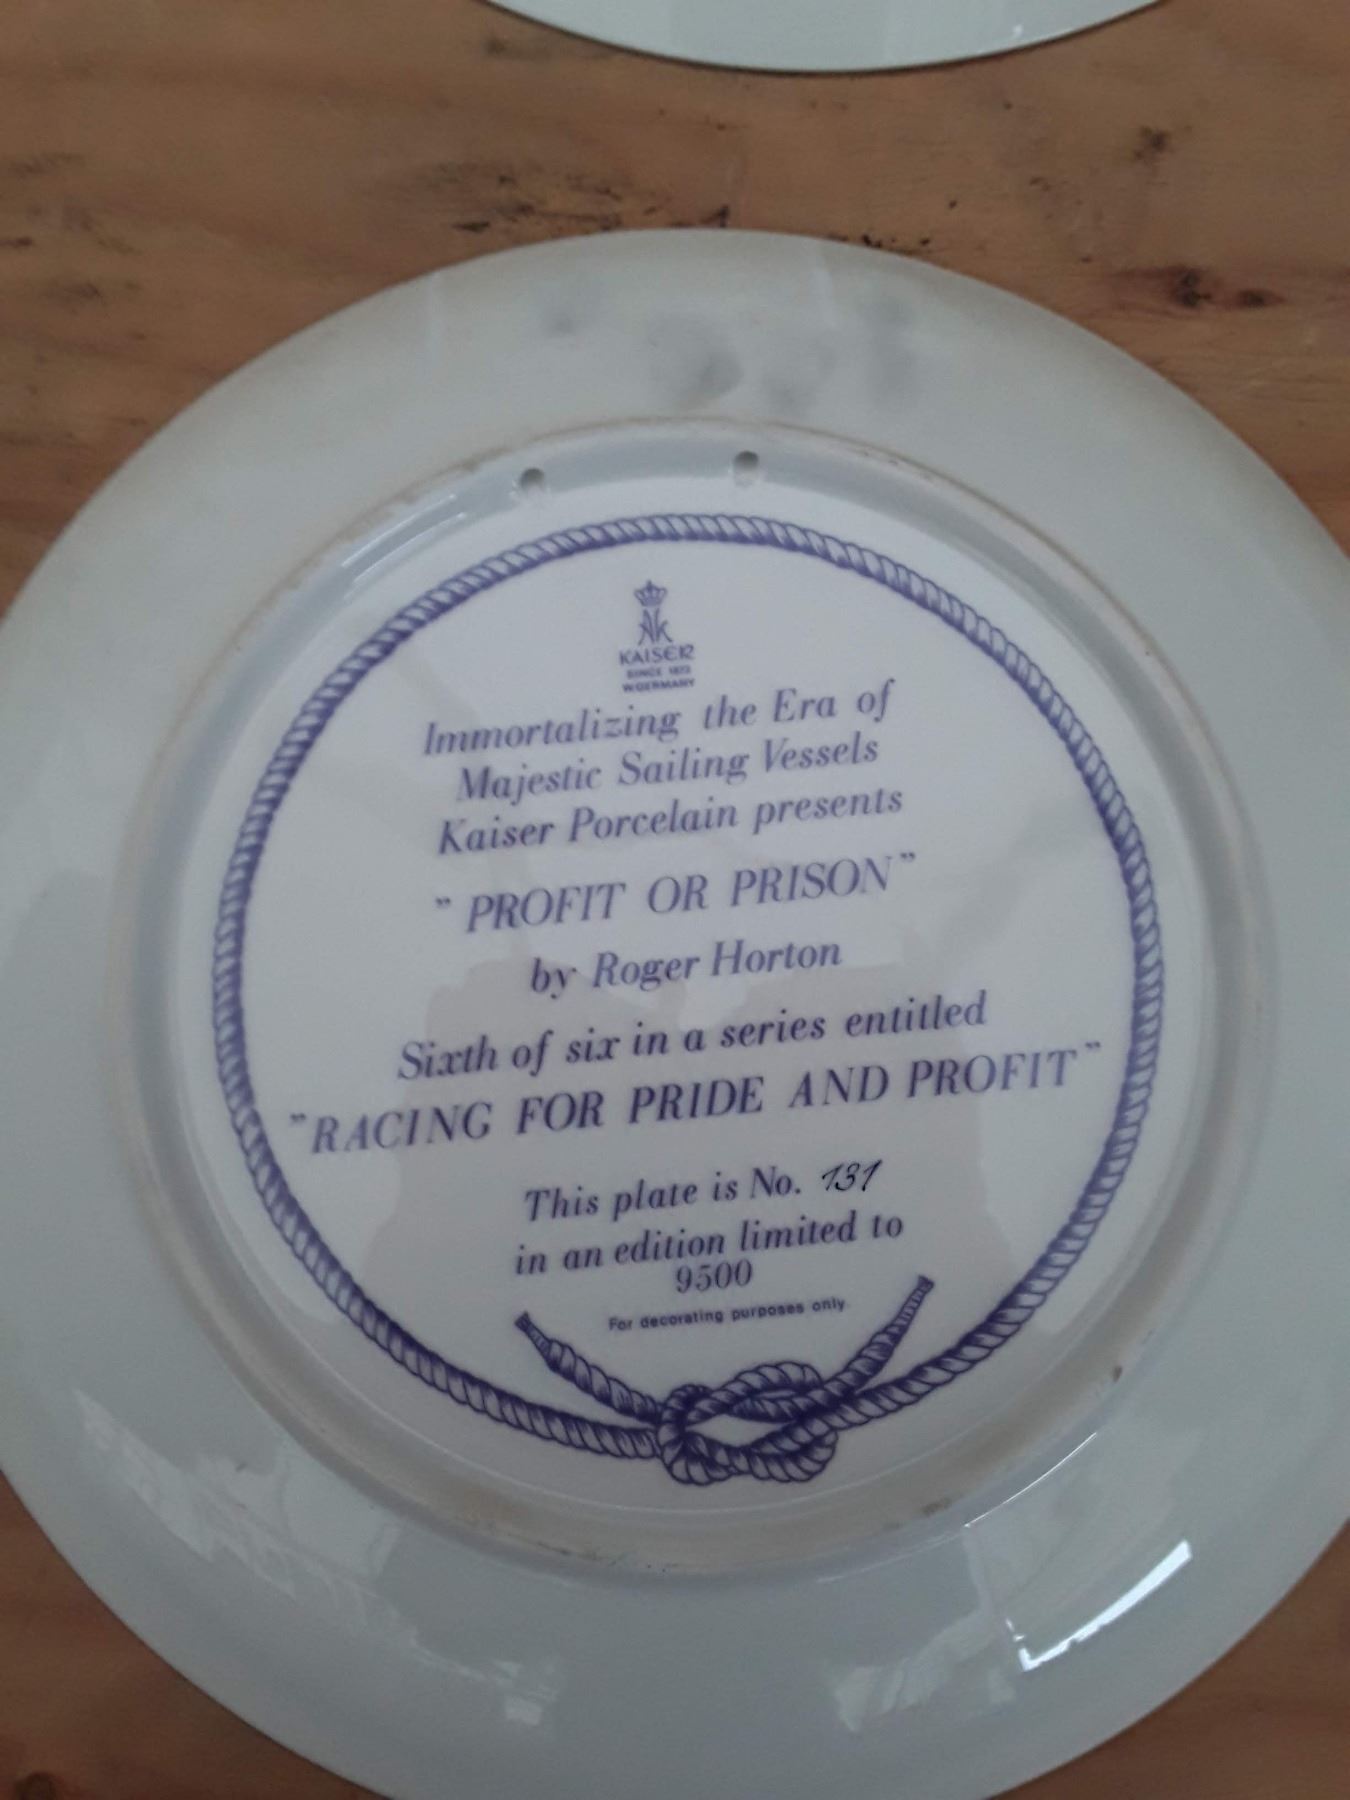 KAISER
SINCE 1872
W.GERMANY
Immortalizing the Era of
Majestic Sailing Vessels
Kaiser Porcelain presents
"PROFIT OR PRISON"
by Roger Horton
Sixth of six in a series entitled
"RACING FOR PRIDE AND PROFIT"
This plate is No. 131
in an edition limited to
9500
For decorating purposes only.